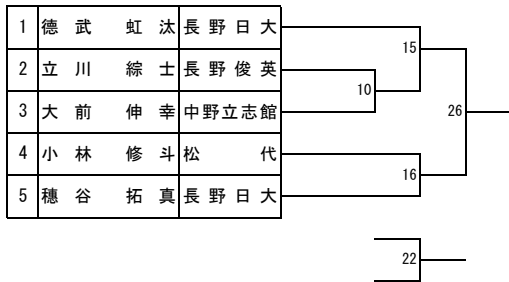 1 德武 虹汰 長野日大
15
2 立川 綜士 長野俊英
10
3 大前 伸幸 中野立志館
26
4 小林 修斗 松代
16
5 穂谷 拓真 長野日大
22